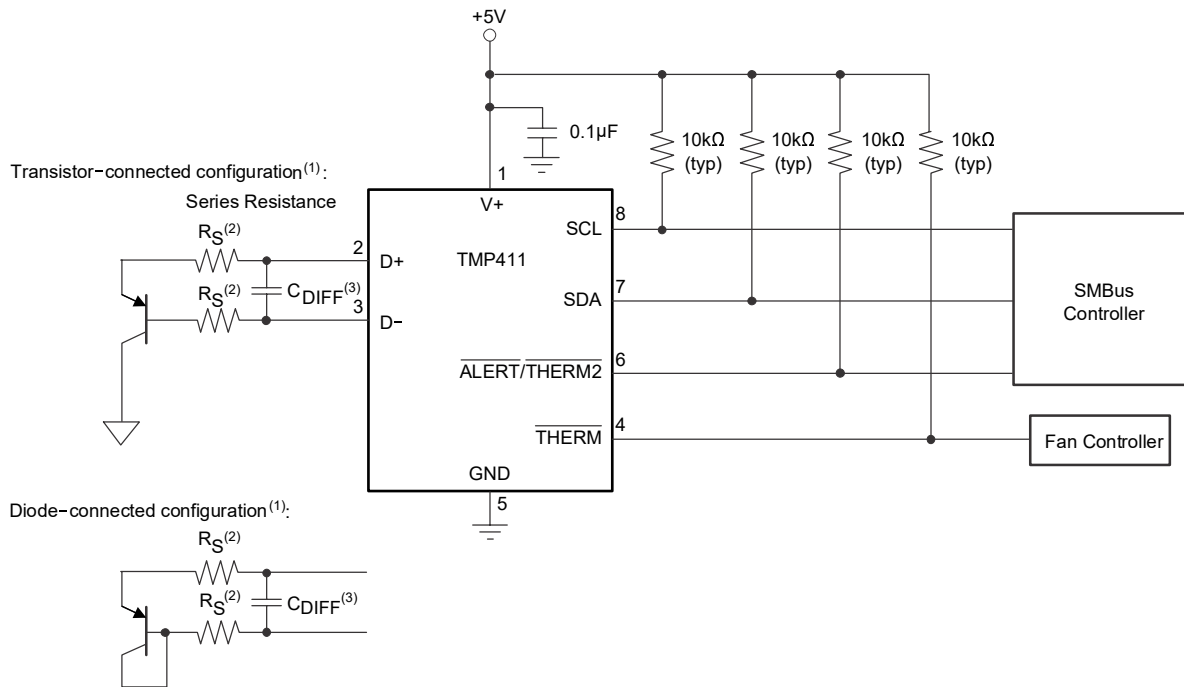 +5V
0.1μF
10kΩ
(typ)
10kΩ
(typ)
10kΩ
(typ)
10kΩ
(typ)
Transistor−connected configuration(1):
Series Resistance
RS(2)
RS(2)
CDIFF(3)
1
V+
2
D+
3
D−
TMP411
SCL
8
SDA
7
ALERT/THERM2
6
THERM
4
GND
5
SMBus
Controller
Fan Controller
Diode−connected configuration(1):
RS(2)
RS(2)
CDIFF(3)